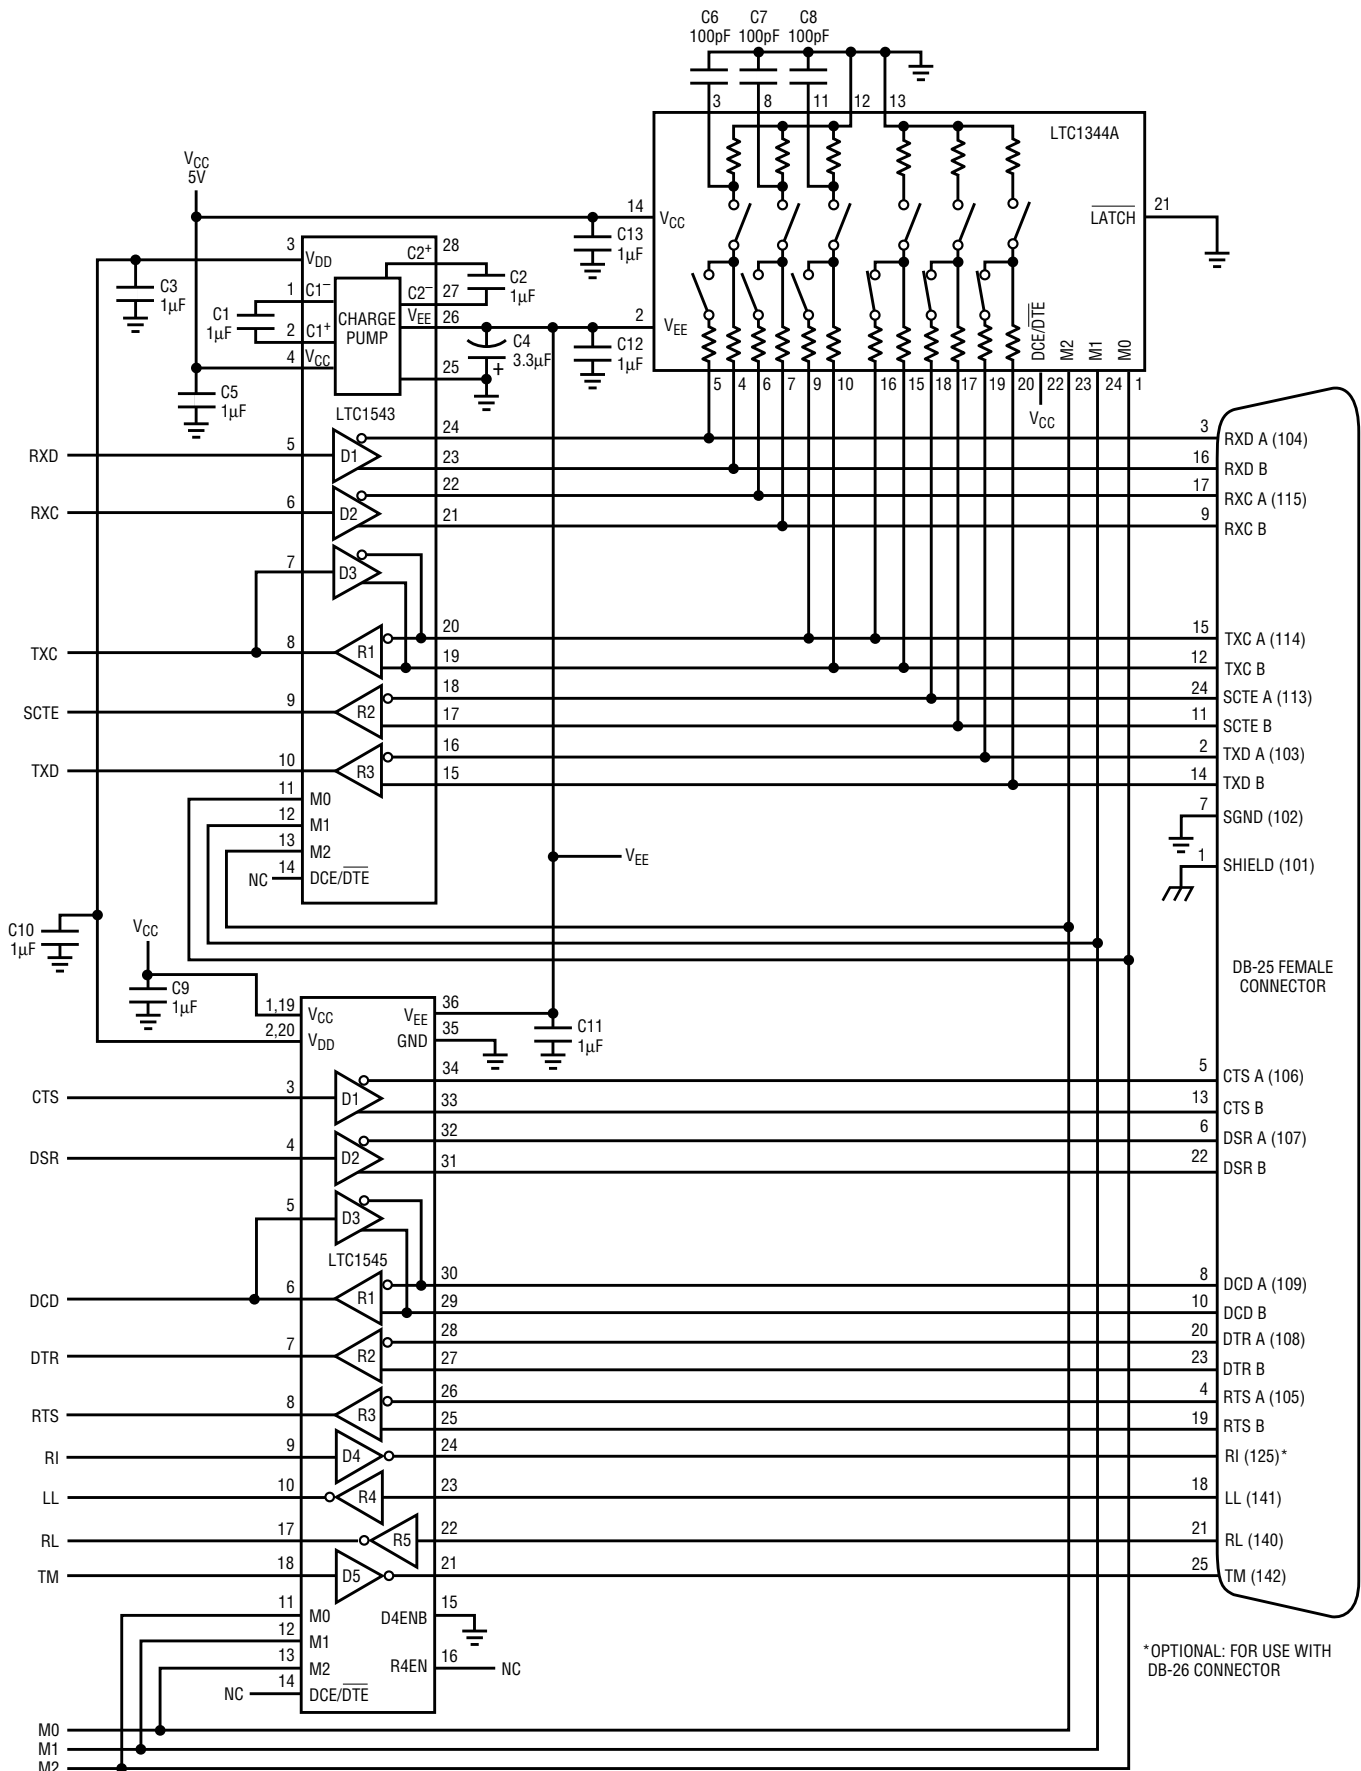 C6 C7 C8
100pF 100pF 100pF
3 8 11 12 13
LTC1344A
VCC
5V
14 VCC
LATCH 21
C13
1µF
3 VDD
C2+ 28
C3
1µF
C2
1µF
1 C1−
C2− 27
C1
1µF
CHARGE
PUMP
VEE 26
2 VEE
2 C1+
C4
3.3µF
+
C12
1µF
4 VCC
25
DCE/DTE
M2
M1
M0
C5
1µF
LTC1543
5 4 6 7 9 10 16 15 18 17 19 20 22 23 24 1
VCC
RXD 5 D1 24 3 RXD A (104)
23 16 RXD B
RXC 6 D2 22 17 RXC A (115)
21 9 RXC B
7 D3
TXC 8 R1 20 15 TXC A (114)
19 12 TXC B
SCTE 9 R2 18 24 SCTE A (113)
17 11 SCTE B
TXD 10 R3 16 2 TXD A (103)
15 14 TXD B
11 M0
7 SGND (102)
12 M1
13 M2
VEE
1 SHIELD (101)
NC 14 DCE/DTE
C10
1µF
VCC
C9
1µF
DB-25 FEMALE
CONNECTOR
1,19 VCC
VEE 36
2,20 VDD
GND 35
C11
1µF
CTS 3 D1 34 5 CTS A (106)
33 13 CTS B
DSR 4 D2 32 6 DSR A (107)
31 22 DSR B
5 D3
LTC1545
DCD 6 R1 30 8 DCD A (109)
29 10 DCD B
DTR 7 R2 28 20 DTR A (108)
27 23 DTR B
RTS 8 R3 26 4 RTS A (105)
25 19 RTS B
RI 9 D4 24 RI (125)*
LL 10 R4 23 18 LL (141)
RL 17 R5 22 21 RL (140)
TM 18 D5 21 25 TM (142)
11 M0 D4ENB 15
12 M1
13 M2 R4EN 16 NC
NC 14 DCE/DTE
*OPTIONAL: FOR USE WITH
DB-26 CONNECTOR
M0
M1
M2